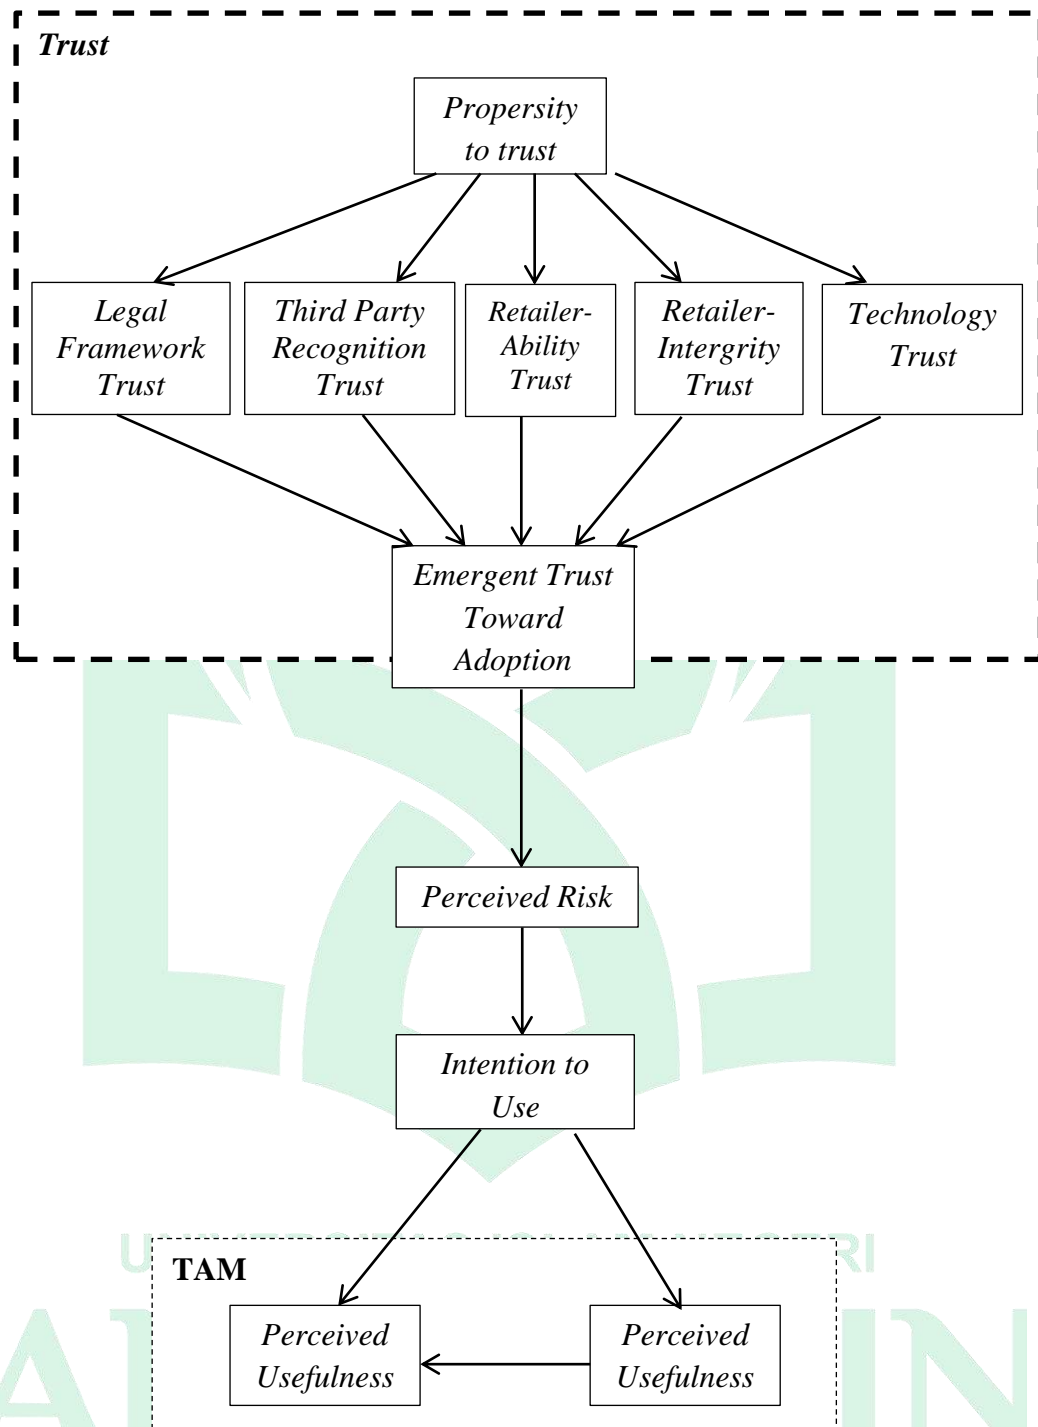 Trust
Propersity
to trust
Legal
Framework
Trust
Third Party
Recognition
Trust
Retailer-
Ability
Trust
Retailer-
Intergrity
Trust
Technology
Trust
Emergent Trust
Toward
Adoption
Perceived Risk
Intention to
Use
TAM
Perceived
Usefulness
Perceived
Usefulness